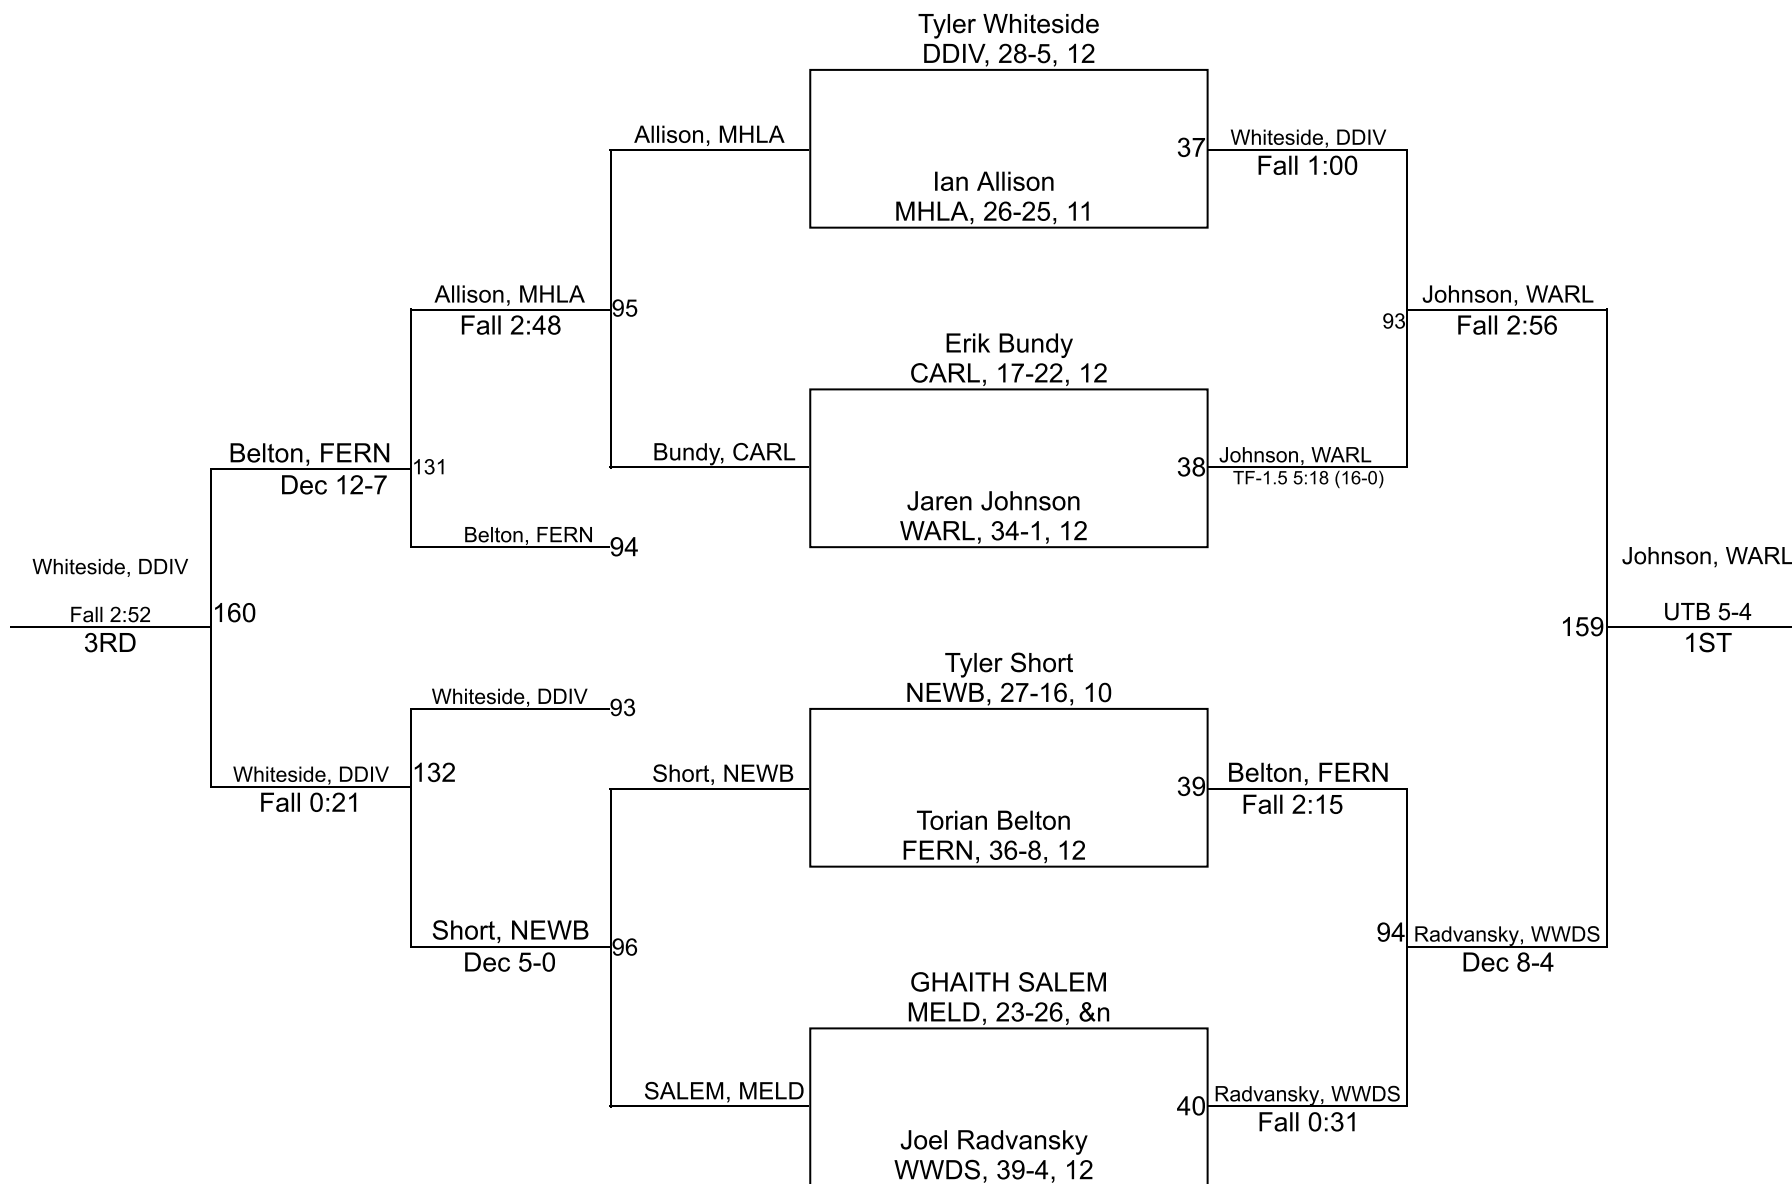 Tyler Whiteside
DDIV, 28-5, 12
Allison, MHLA
37
Whiteside, DDIV
Fall 1:00
Ian Allison
MHLA, 26-25, 11
Allison, MHLA
Fall 2:48
95
93
Johnson, WARL
Fall 2:56
Erik Bundy
CARL, 17-22, 12
Belton, FERN
Dec 12-7
131
Bundy, CARL
38
Johnson, WARL
TF-1.5 5:18 (16-0)
Jaren Johnson
WARL, 34-1, 12
Belton, FERN
94
Whiteside, DDIV
Fall 2:52
3RD
160
Johnson, WARL
159
UTB 5-4
1ST
Tyler Short
NEWB, 27-16, 10
Whiteside, DDIV
93
Whiteside, DDIV
Fall 0:21
132
Short, NEWB
39
Belton, FERN
Fall 2:15
Torian Belton
FERN, 36-8, 12
Short, NEWB
Dec 5-0
96
94
Radvansky, WWDS
Dec 8-4
GHAITH SALEM
MELD, 23-26, &n
SALEM, MELD
40
Radvansky, WWDS
Fall 0:31
Joel Radvansky
WWDS, 39-4, 12